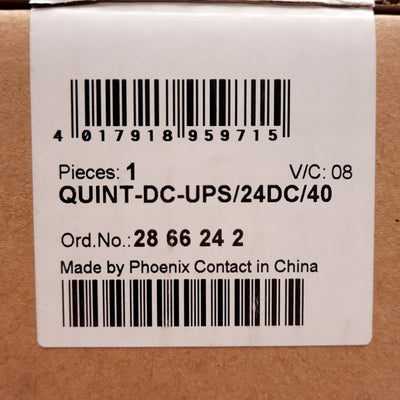 4 017918 959715
Pieces: 1 V/C: 08
QUINT-DC-UPS/24DC/40
Ord.No.: 28 66 24 2
Made by Phoenix Contact in China